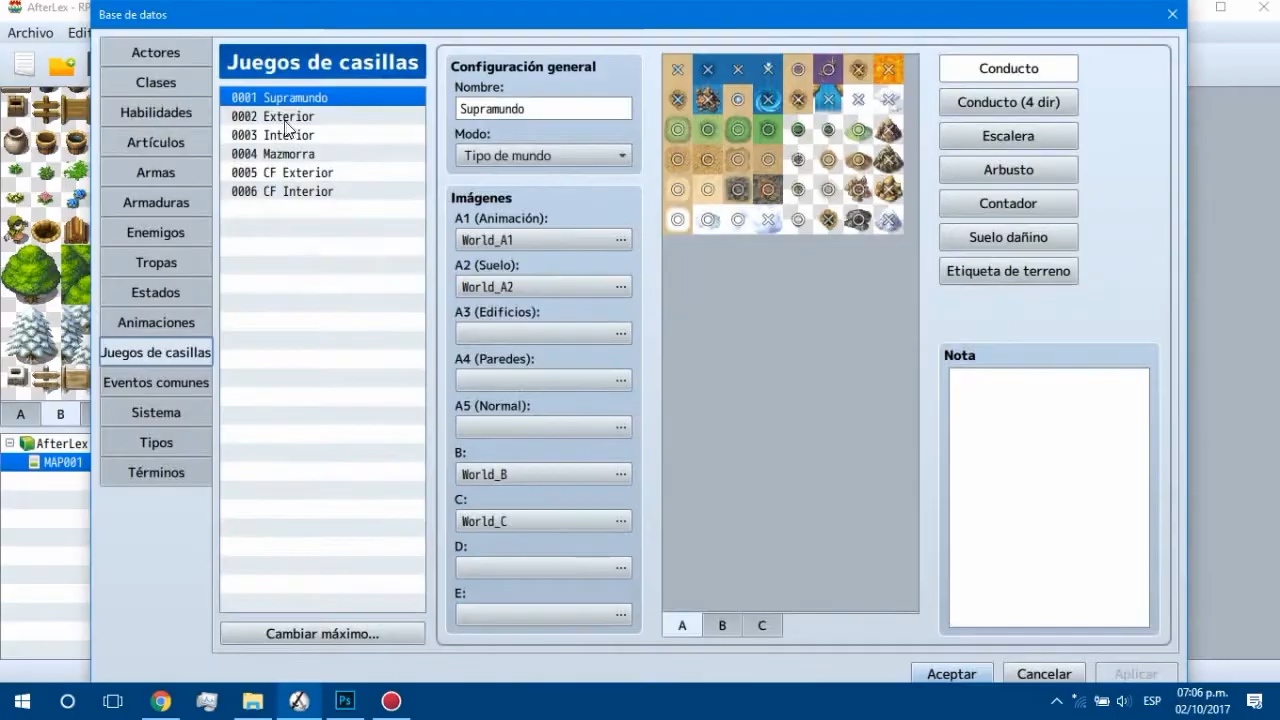 AfterLex - RP
Base de datos
Archivo
Edit
Actores
Clases
Habilidades
Artículos
Armas
Armaduras
Enemigos
Tropas
Estados
Animaciones
Juegos de casillas
Eventos comunes
Sistema
Tipos
Términos
Juegos de casillas
0001 Supramundo
0002 Exterior
0003 Interior
0004 Mazmorra
0005 CF Exterior
0006 CF Interior
Cambiar máximo...
Configuración general
Nombre:
Supramundo
Modo:
Tipo de mundo
Imágenes
A1 (Animación):
World_A1 ...
A2 (Suelo):
World_A2 ...
A3 (Edificios):
...
A4 (Paredes):
...
A5 (Normal):
...
B:
World_B ...
C:
World_C ...
D:
...
E:
...
A B C
Conducto
Conducto (4 dir)
Escalera
Arbusto
Contador
Suelo dañino
Etiqueta de terreno
Nota
Aceptar
Cancelar
Aplicar
A B
AfterLex
MAP001
Ps
ESP
07:06 p.m.
02/10/2017